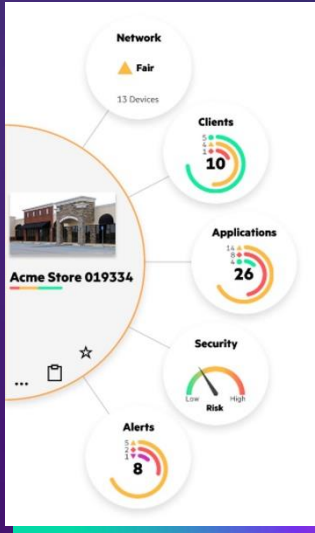 Network
Fair
13 Devices
Clients
5
4
1
10
Applications
14
8
4
26
Acme Store 019334
Security
Low
High
Risk
...
Alerts
5
2
1
8